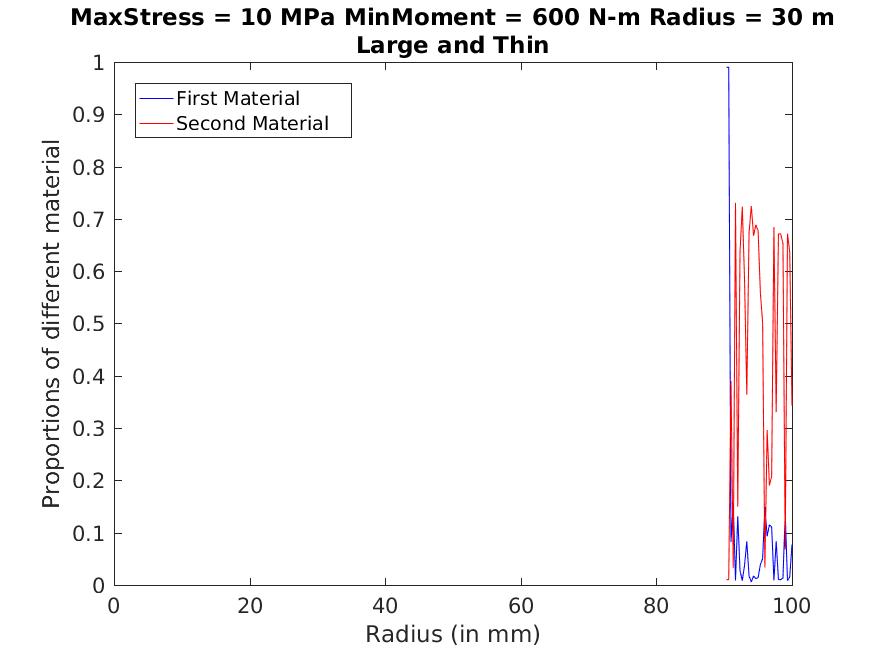 MaxStress = 10 MPa MinMoment = 600 N-m Radius = 30 m
Large and Thin
First Material
Second Material
Proportions of different material
1
0.9
0.8
0.7
0.6
0.5
0.4
0.3
0.2
0.1
0
0 20 40 60 80 100
Radius (in mm)